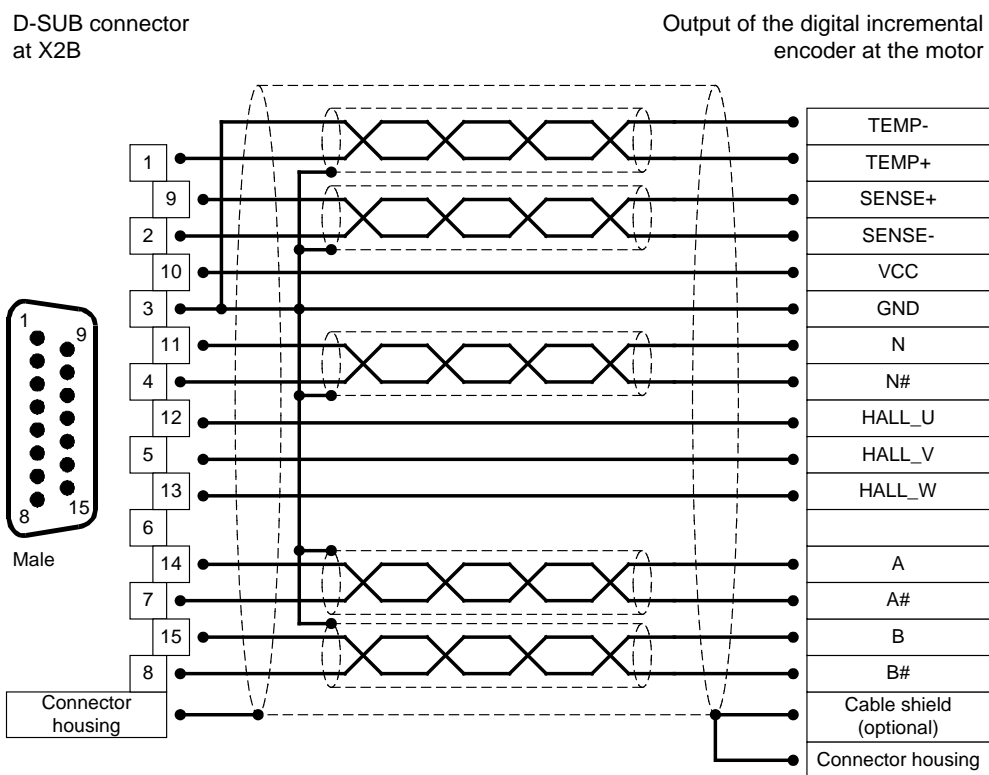 D-SUB connector
at X2B
Output of the digital incremental
encoder at the motor
TEMP-
1
TEMP+
9
SENSE+
2
SENSE-
10
VCC
3
GND
11
N
4
N#
12
HALL_U
5
HALL_V
13
HALL_W
6
14
A
7
A#
15
B
8
B#
Connector
housing
Cable shield
(optional)
Connector housing
1
9
8
15
Male